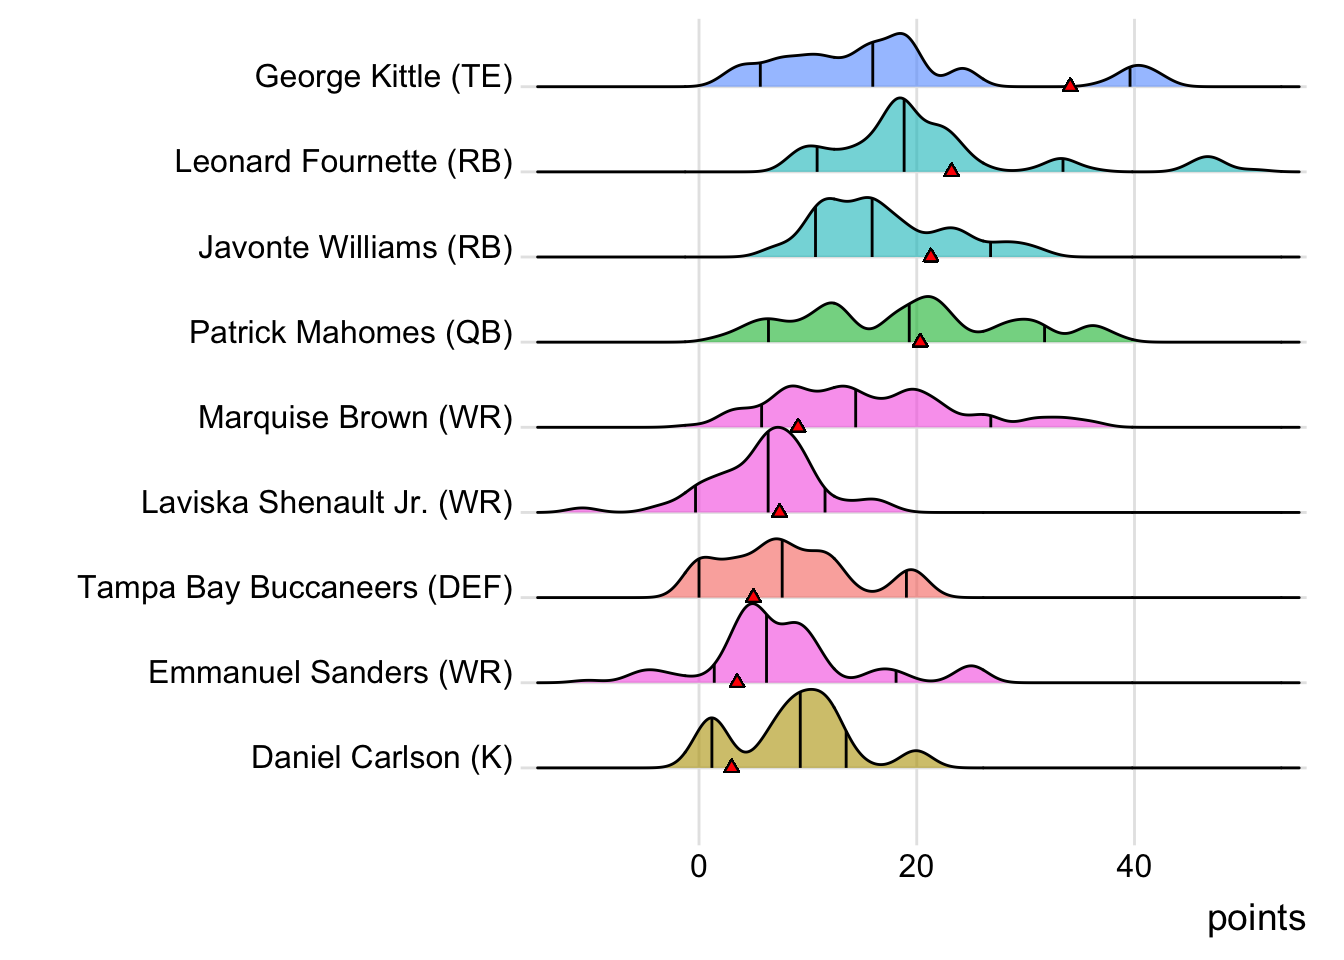 George Kittle (TE)
Leonard Fournette (RB)
Javonte Williams (RB)
Patrick Mahomes (QB)
Marquise Brown (WR)
Laviska Shenault Jr. (WR)
Tampa Bay Buccaneers (DEF)
Emmanuel Sanders (WR)
Daniel Carlson (K)
0 20 40
points